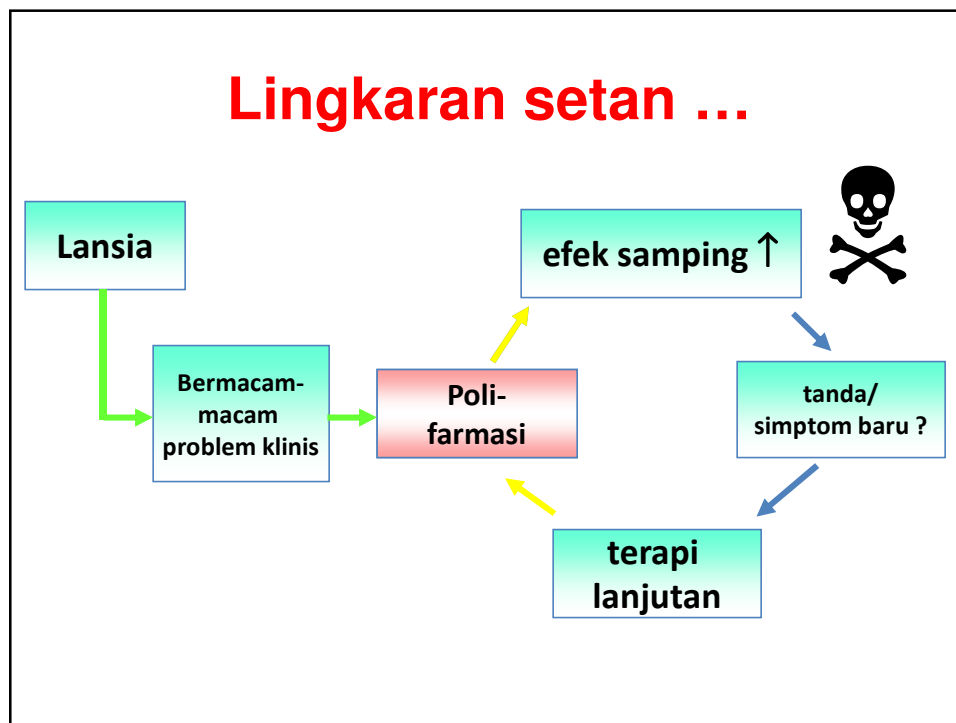 Lingkaran setan ...
Lansia
efek samping ↑
Bermacam-
macam
problem klinis
Poli-
farmasi
tanda/
simptom baru ?
terapi
lanjutan